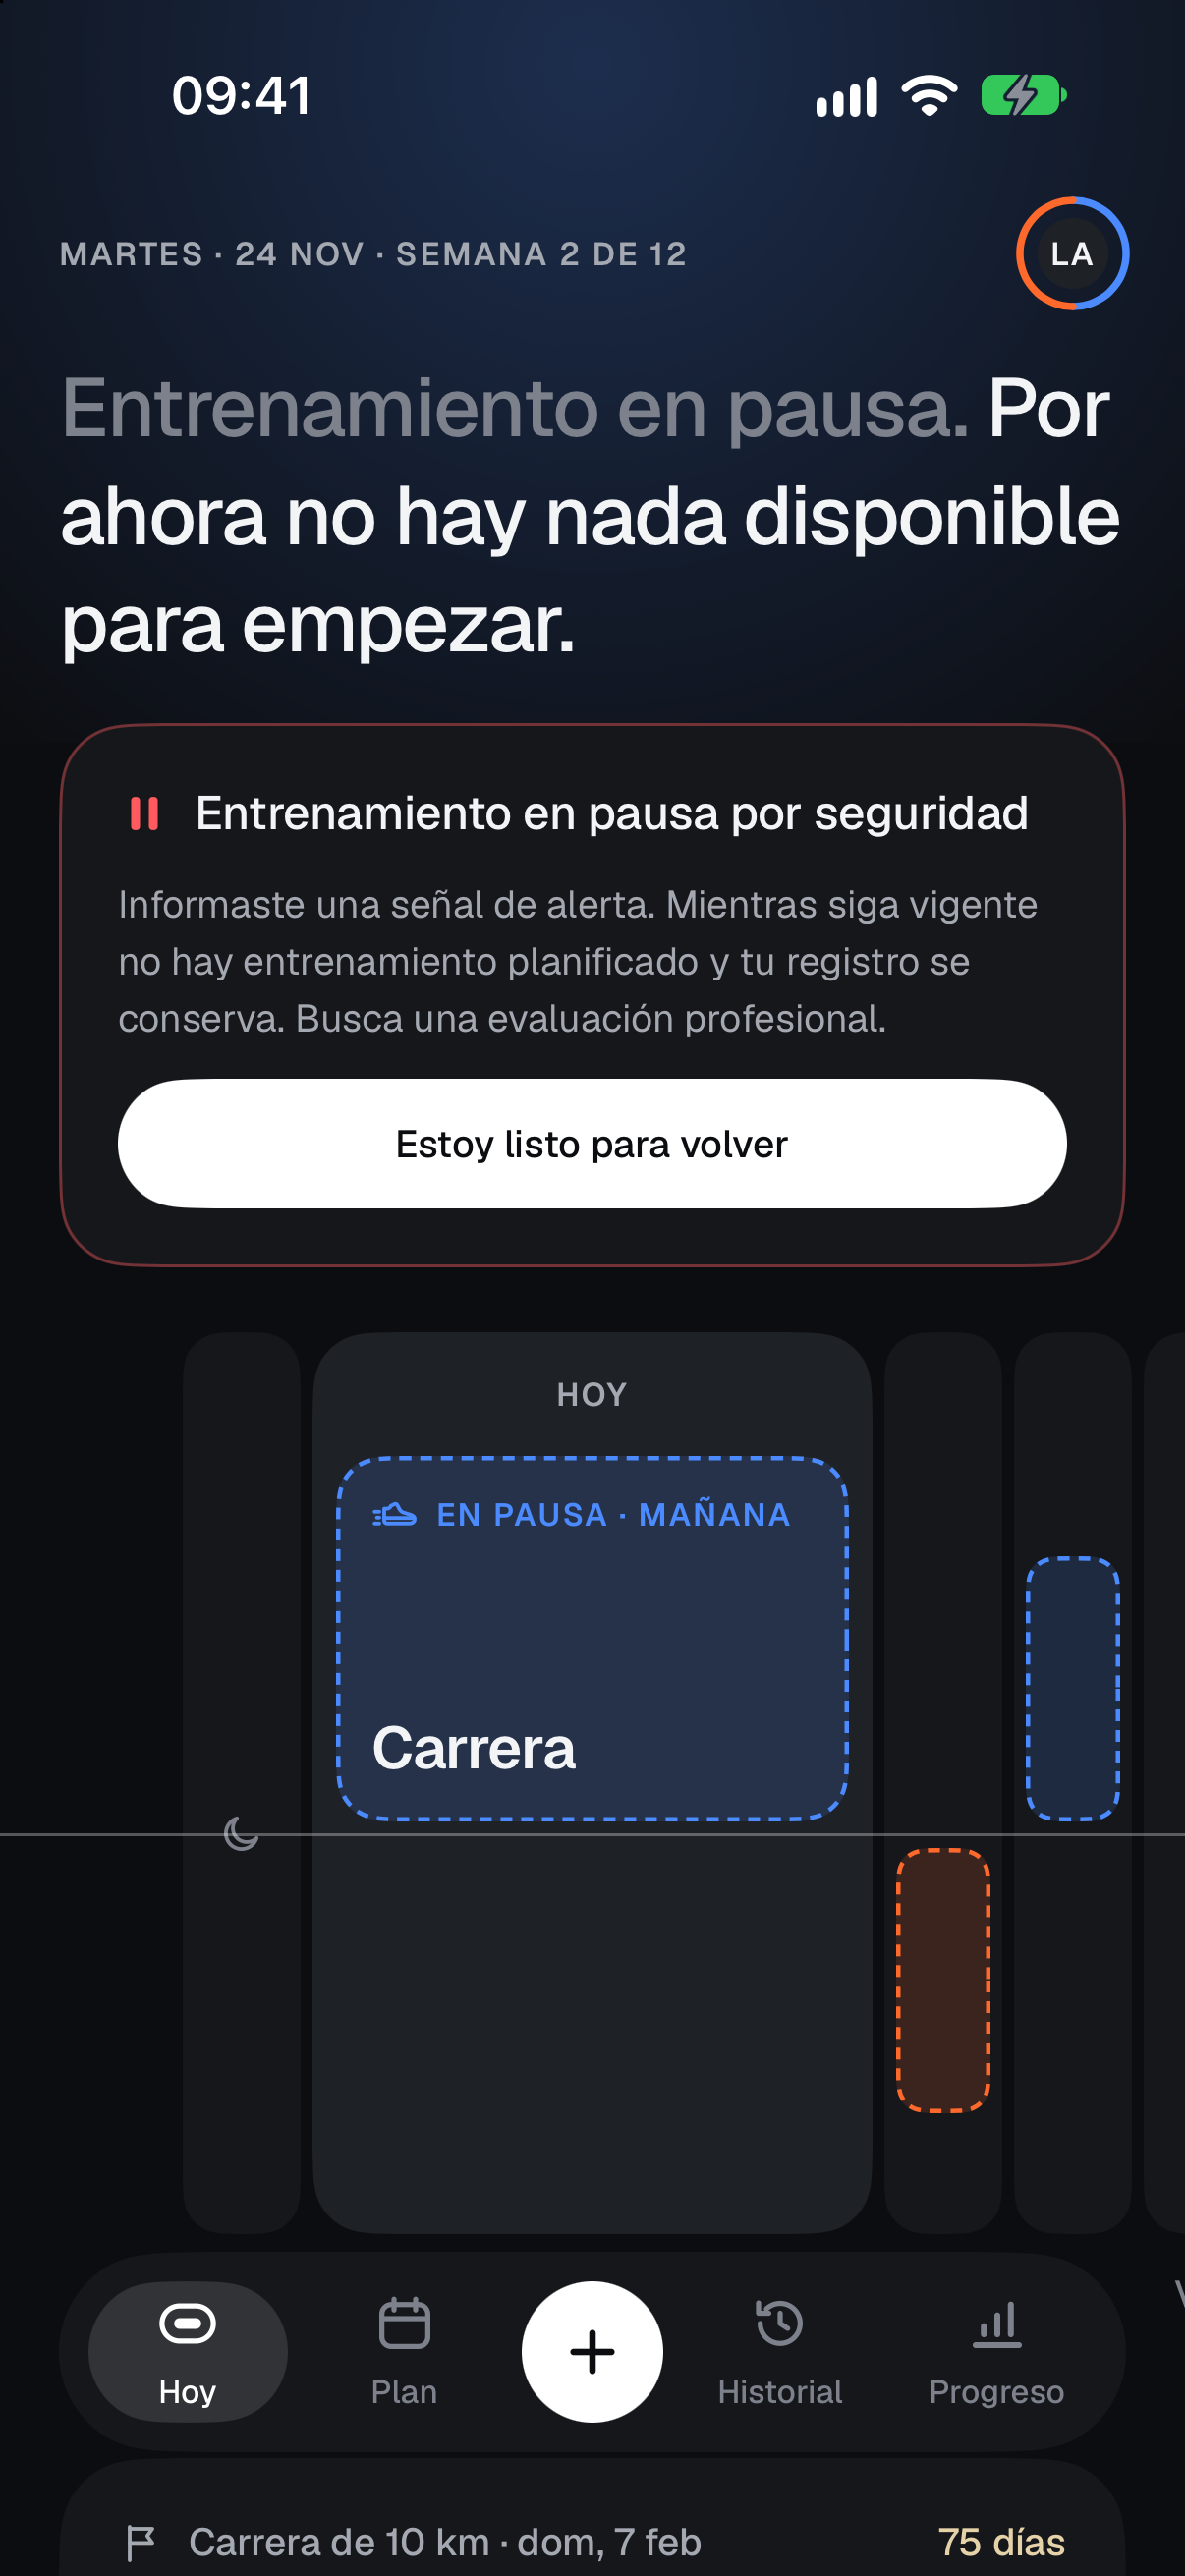 09:41
MARTES · 24 NOV · SEMANA 2 DE 12
LA
Entrenamiento en pausa. Por
ahora no hay nada disponible
para empezar.
Entrenamiento en pausa por seguridad
Informaste una señal de alerta. Mientras siga vigente
no hay entrenamiento planificado y tu registro se
conserva. Busca una evaluación profesional.
Estoy listo para volver
HOY
EN PAUSA · MAÑANA
Carrera
Hoy
Plan
Historial
Progreso
Carrera de 10 km · dom, 7 feb
75 días